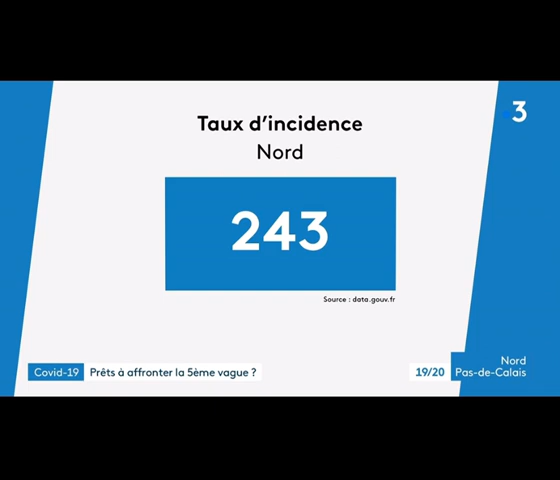 3
Taux d'incidence
Nord
243
Source : data.gouv.fr
Covid-19 Prêts à affronter la 5ème vague ?
19/20 Nord
Pas-de-Calais